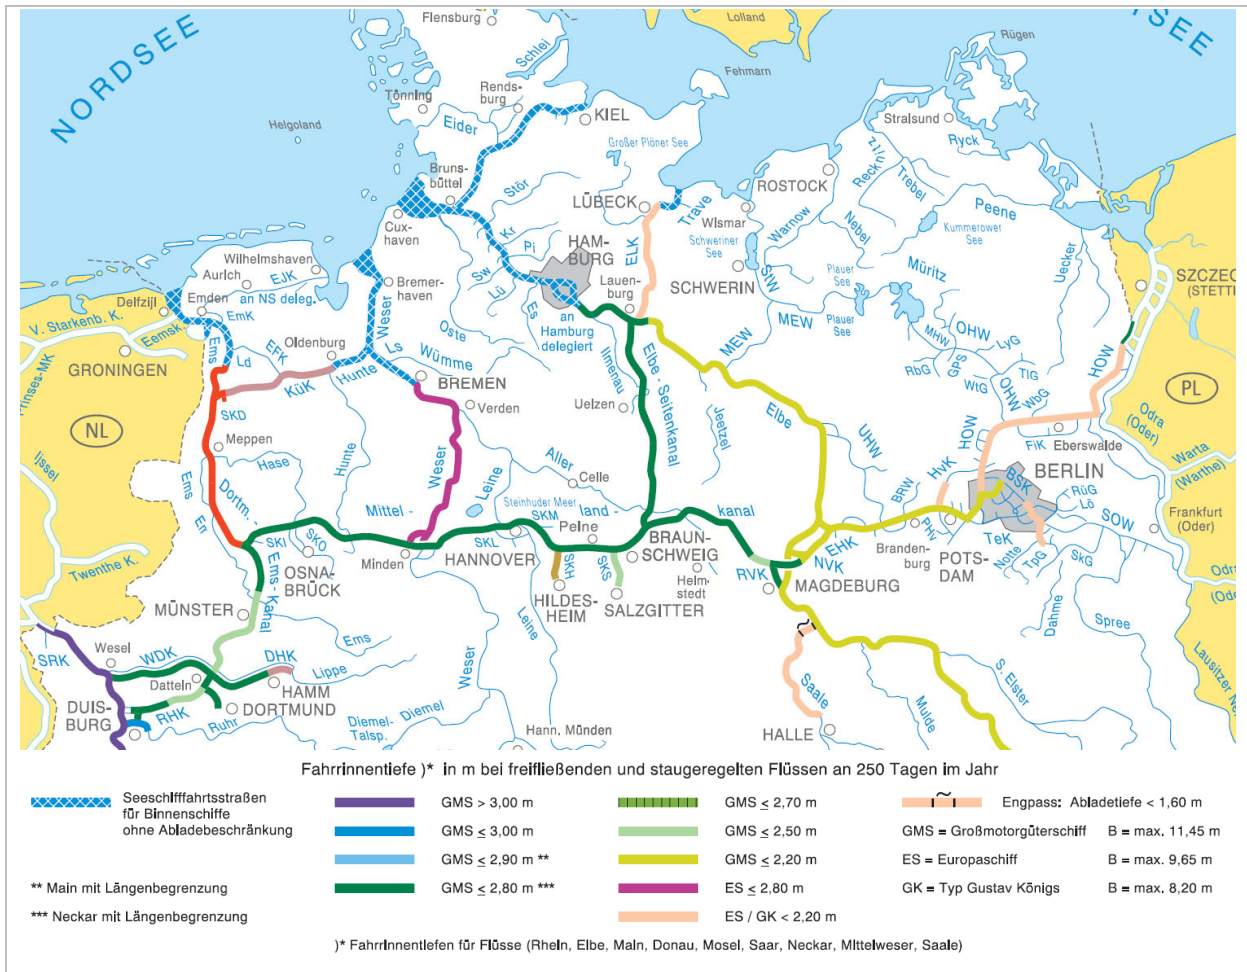 NORDSEE
TSEE
Flensburg
Lolland
Schlei
Fehmarn
Rügen
Tönning
Rends-
burg
Eider
KIEL
Helgoland
Großer Plöner See
Stralsund
Ryck
Recknitz
Trebel
Bruns-
büttel
Stör
LÜBECK
Trave
ROSTOCK
Wismar
Warnow
Peene
Kummerower
See
Cux-
haven
Kr
Pi
HAM-
BURG
ELK
Schweriner
See
Nebel
Uecker
Wilhelmshaven
Aurich
EJK
an NS deleg.
Bremer-
haven
Sw
Lü
Lauen-
burg
SCHWERIN
StW
Plauer
See
Müritz
SZCZEC
(STETTI
Delfzijl
Emden
EmK
Weser
Oste
Es
an
Hamburg
delegiert
MEW
MEW
Plauer
See
OHW
MHW
LyG
HOW
V. Starkenb. K.
Eemsk.
Ems
Ld
EFK
Oldenburg
Ls
Wümme
Ilmenau
GPS
RbG
WtG
TlG
GRONINGEN
Prinses-MK
KüK
Hunte
BREMEN
Elbe - Seitenkanal
OHW
WbG
PL
NL
SKD
Verden
Uelzen
Jeetzel
Elbe
UHW
HOW
FiK
Eberswalde
Odra
(Oder)
Meppen
Hase
Hunte
Weser
Leine
Aller
Celle
HvK
BERLIN
Warta
(Warthe)
Ijssel
Ems
Dortm. -
Mittel -
Steinhuder Meer
SKM
land -
kanal
BRW
BSK
RüG
Lö
Frankfurt
(Oder)
Err
SKI
SKO
Peine
SKL
Minden
HANNOVER
BRAUN-
SCHWEIG
EHK
Branden-
burg
PHv
TeK
SOW
POTS-
DAM
Notte
TpG
SkG
Twenthe K.
OSNA-
BRÜCK
Ems-Kanal
SKH
SKS
Helm-
stedt
RVK
NVK
MAGDEBURG
Odra
(Ode
MÜNSTER
HILDES-
HEIM
SALZGITTER
Leine
Dahme
Spree
SRK
Wesel
WDK
DHK
Ems
Lippe
Weser
Lausitzer Ne
Datteln
HAMM
Saale
S. Elster
DUIS-
BURG
RHK
DORTMUND
Ruhr
Diemel-
Talsp.
Diemel
Hann. Münden
HALLE
Mulde
Fahrrinnentiefe )* in m bei freifließenden und staugeregelten Flüssen an 250 Tagen im Jahr
Seeschifffahrtsstraßen
für Binnenschiffe
ohne Abladebeschränkung
GMS > 3,00 m
GMS ≤ 2,70 m
Engpass: Abladetiefe < 1,60 m
GMS ≤ 3,00 m
GMS ≤ 2,50 m
GMS = Großmotorgüterschiff B = max. 11,45 m
GMS ≤ 2,90 m **
GMS ≤ 2,20 m
ES = Europaschiff B = max. 9,65 m
** Main mit Längenbegrenzung
GMS ≤ 2,80 m ***
ES ≤ 2,80 m
GK = Typ Gustav Königs B = max. 8,20 m
*** Neckar mit Längenbegrenzung
ES / GK < 2,20 m
)* Fahrrinnentiefen für Flüsse (Rhein, Elbe, Main, Donau, Mosel, Saar, Neckar, Mittelweser, Saale)